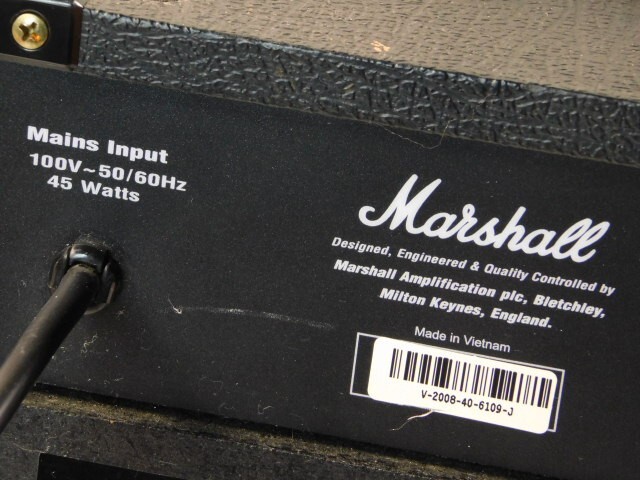 Mains Input
100V~50/60Hz
45 Watts
Marshall
Designed, Engineered & Quality Controlled by
Marshall Amplification plc, Bletchley,
Milton Keynes, England.
Made in Vietnam
V-2008-40-6109-J